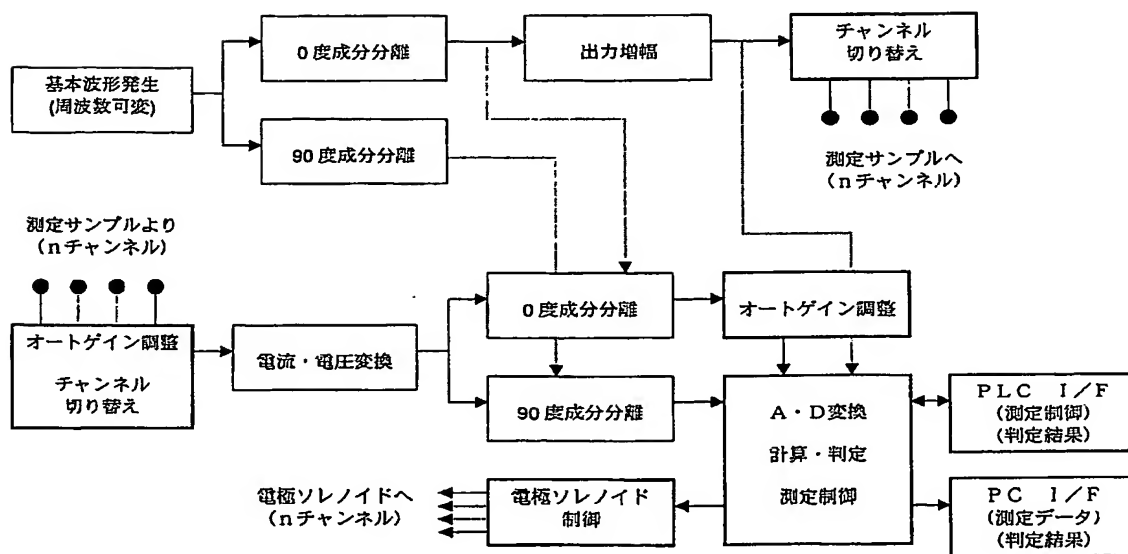 0度成分分離
出力増幅
チャンネル
切り替え
基本波形発生
(周波数可変)
90度成分分離
測定サンプルへ
(nチャンネル)
測定サンプルより
(nチャンネル)
0度成分分離
オートゲイン調整
オートゲイン調整
チャンネル
切り替え
電流・電圧変換
90度成分分離
A・D変換
計算・判定
測定制御
PLC I/F
(測定制御)
(判定結果)
電極ソレノイドへ
(nチャンネル)
電極ソレノイド
制御
PC I/F
(測定データ)
(判定結果)